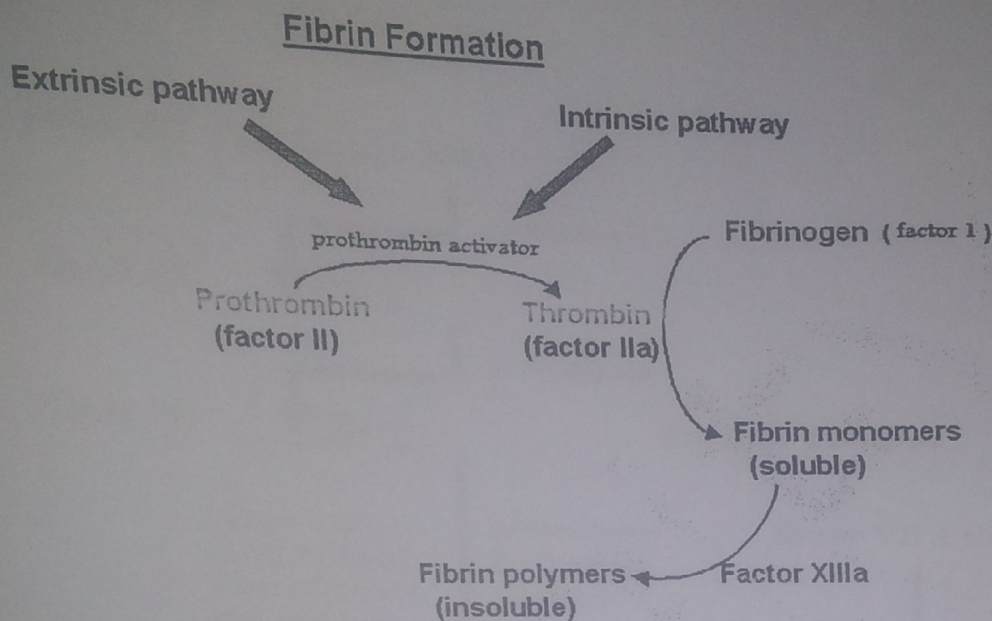 Fibrin Formation
Extrinsic pathway
Intrinsic pathway
prothrombin activator
Fibrinogen ( factor 1 )
Prothrombin
(factor II)
Thrombin
(factor IIa)
Fibrin monomers
(soluble)
Fibrin polymers
(insoluble)
Factor XIIIa